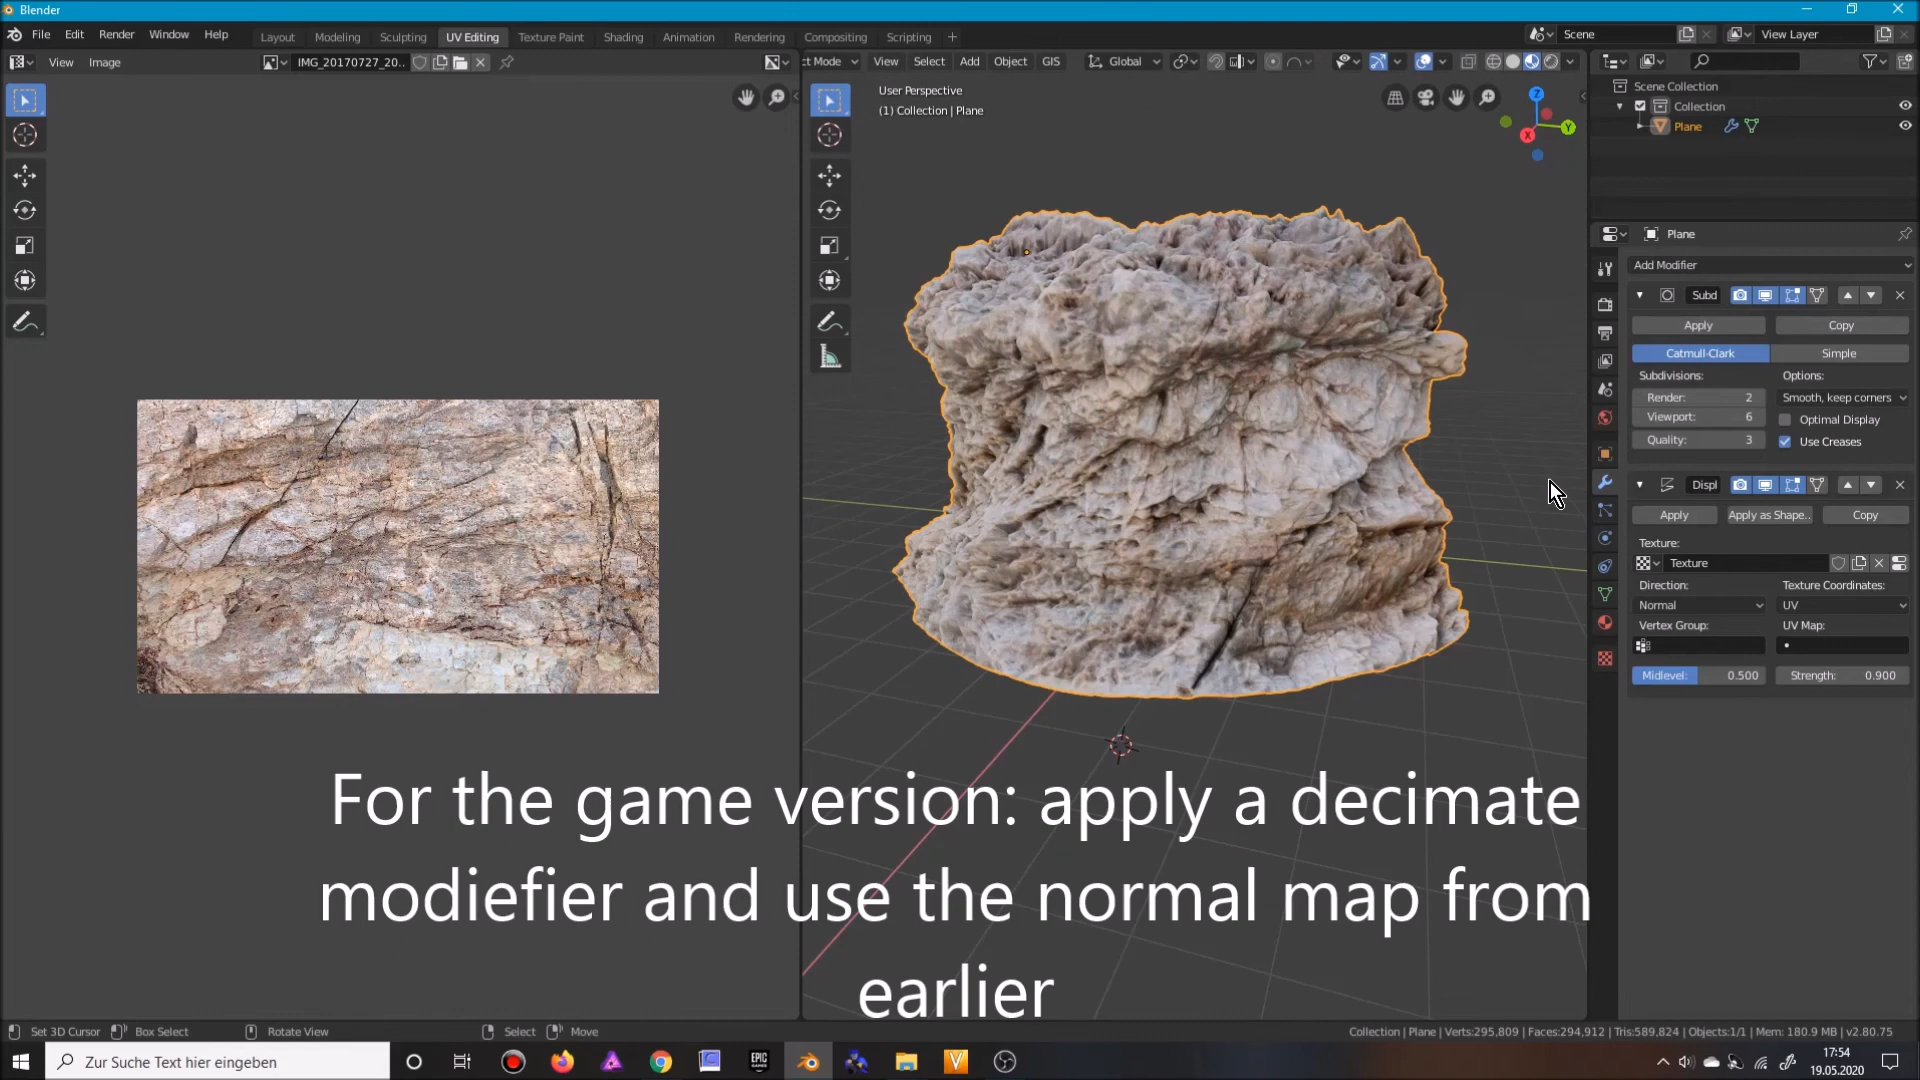 Blender
File Edit Render Window Help
Layout Modeling Sculpting UV Editing Texture Paint Shading Animation Rendering Compositing Scripting +
Scene
View Layer
View Image
IMG_20170727_20..
ct Mode View Select Add Object GIS
Global
User Perspective
(1) Collection | Plane
Z
Y
X
Scene Collection
Collection
Plane
Plane
Add Modifier
Subd
Apply Copy
Catmull-Clark Simple
Subdivisions: Options:
Render: 2 Smooth, keep corners
Viewport: 6 Optimal Display
Quality: 3 Use Creases
Displ
Apply Apply as Shape.. Copy
Texture:
Texture
Direction: Texture Coordinates:
Normal UV
Vertex Group: UV Map:
Midlevel: 0.500 Strength: 0.900
For the game version: apply a decimate
modiefier and use the normal map from
earlier
Set 3D Cursor Box Select Rotate View Select Move
Collection | Plane | Verts:295,809 | Faces:294,912 | Tris:589,824 | Objects:1/1 | Mem: 180.9 MB | v2.80.75
Zur Suche Text hier eingeben
EPIC
GAMES
V
17:54
19.05.2020